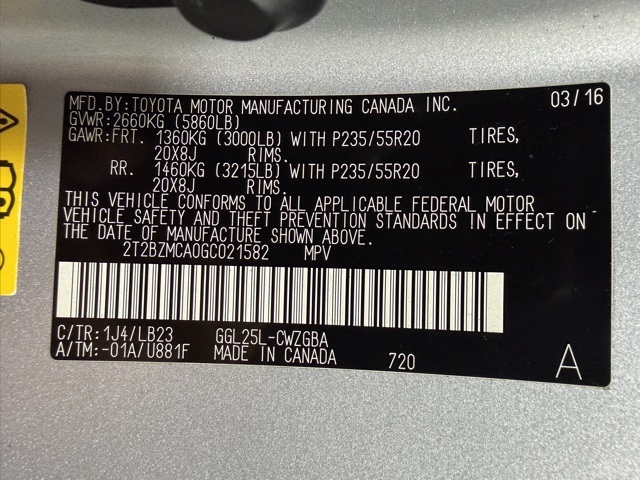 MFD.BY:TOYOTA MOTOR MANUFACTURING CANADA INC. 03/16
GVWR:2660KG (5860LB)
GAWR:FRT. 1360KG (3000LB) WITH P235/55R20 TIRES,
20X8J RIMS.
RR. 1460KG (3215LB) WITH P235/55R20 TIRES,
20X8J RIMS.
THIS VEHICLE CONFORMS TO ALL APPLICABLE FEDERAL MOTOR
VEHICLE SAFETY AND THEFT PREVENTION STANDARDS IN EFFECT ON
THE DATE OF MANUFACTURE SHOWN ABOVE.
2T2BZMCA0GC021582 MPV
C/TR:1J4/LB23 GGL25L-CWZGBA
A/TM:-01A/U881F MADE IN CANADA 720 A